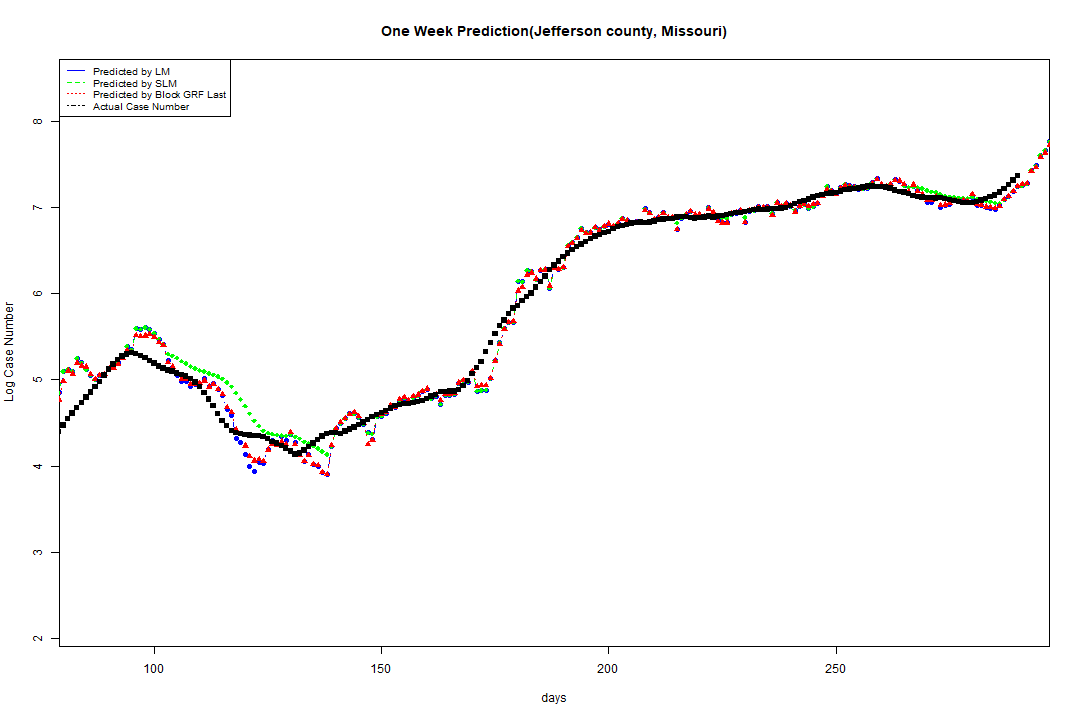 One Week Prediction(Jefferson county, Missouri)
Predicted by LM
Predicted by SLM
Predicted by Block GRF Last
Actual Case Number
8
7
6
5
4
3
2
Log Case Number
100 150 200 250
days